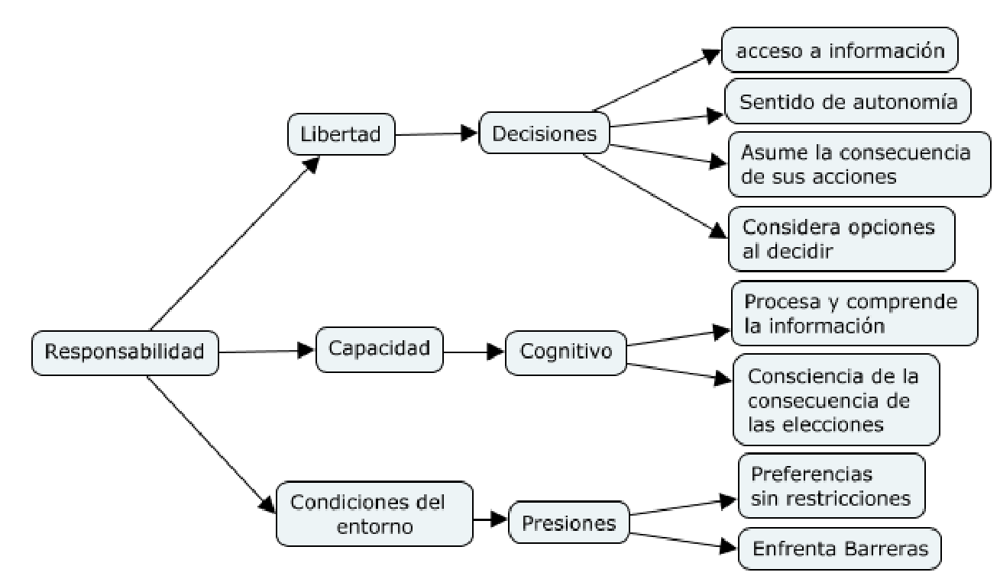 acceso a información
Sentido de autonomía
Libertad
Decisiones
Asume la consecuencia
de sus acciones
Considera opciones
al decidir
Procesa y comprende
la información
Responsabilidad
Capacidad
Cognitivo
Consciencia de la
consecuencia de
las elecciones
Condiciones del
entorno
Presiones
Preferencias
sin restricciones
Enfrenta Barreras